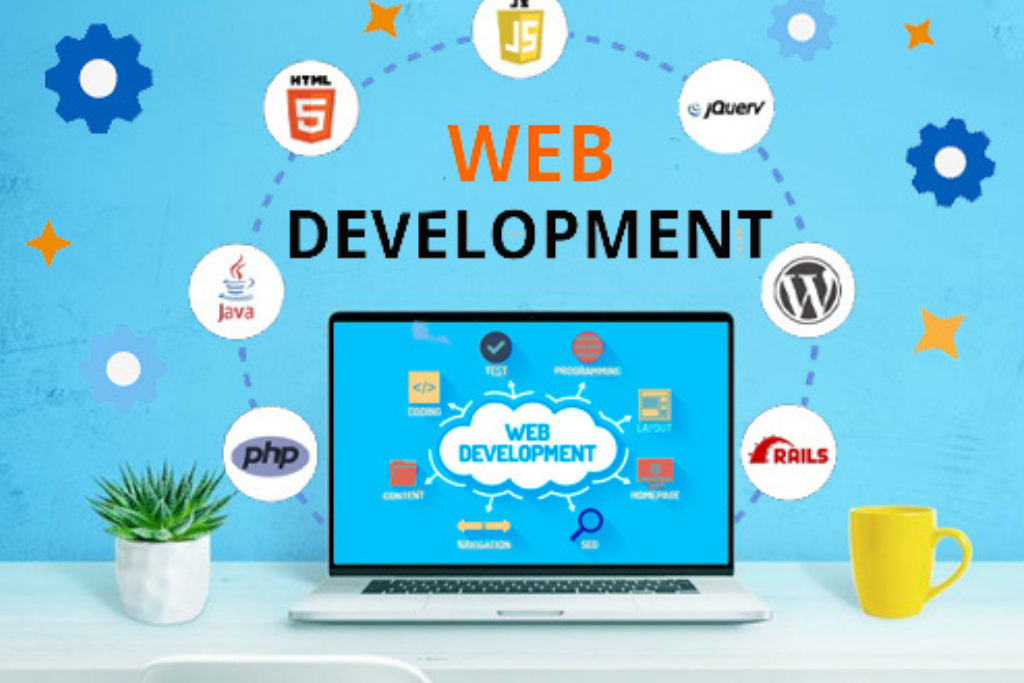 JS
JS
HTML
5
jQuery
WEB
DEVELOPMENT
Java
W
php
RAILS
TEST
PROGRAMMING
</>
CODING
LAYOUT
WEB
DEVELOPMENT
CONTENT
HOMEPAGE
NAVIGATION
SEO